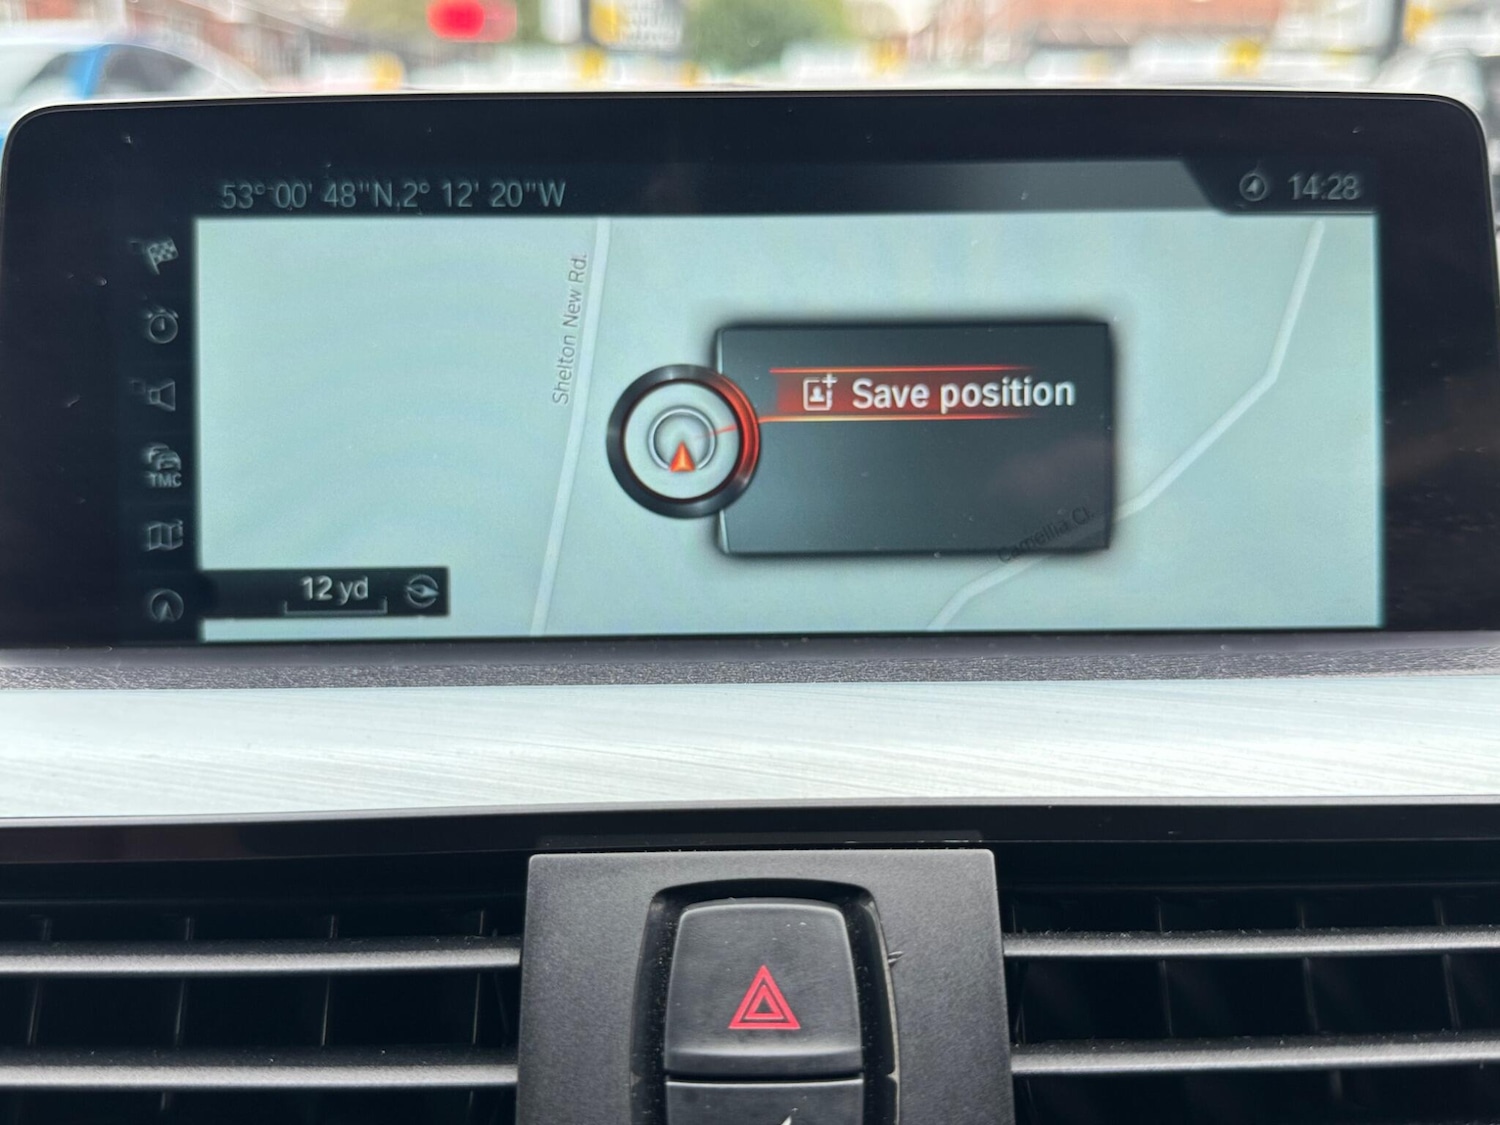 53° 00' 48"N,2° 12' 20"W
14:28
Shelton New Rd.
Save position
TMC
Camellia Cl.
12 yd